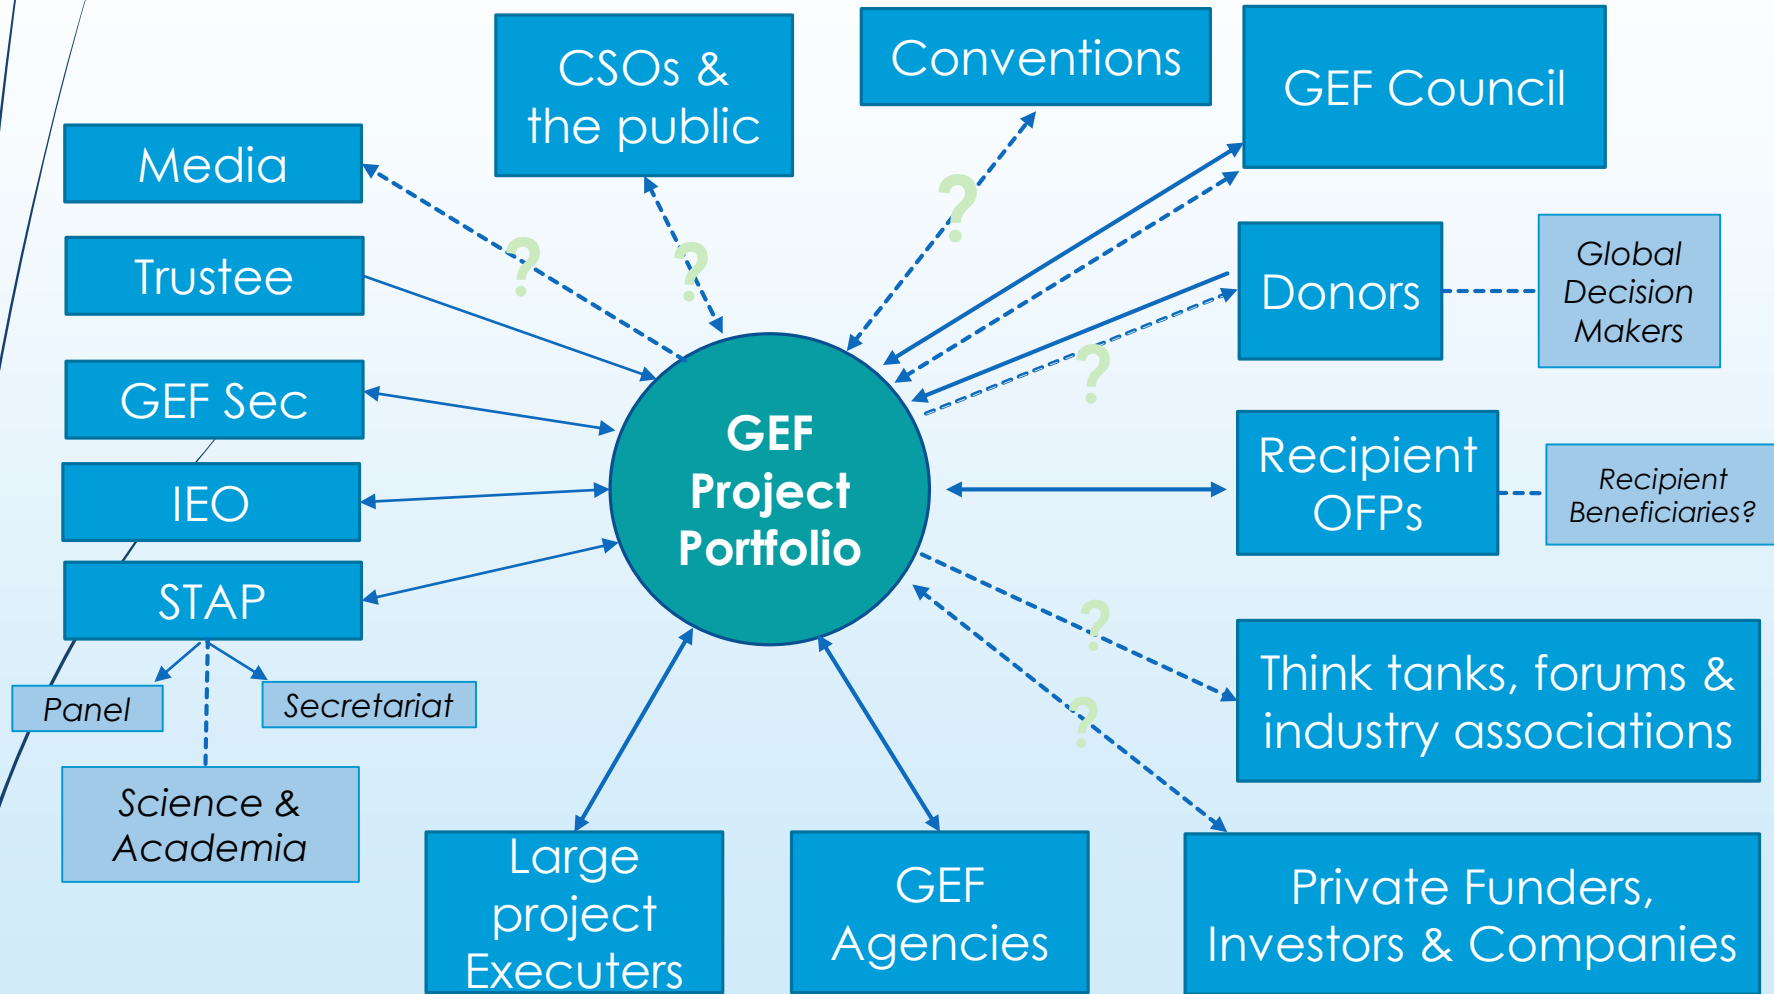 CSOs &
the public
Conventions
GEF Council
Media
?
?
?
Trustee
Donors
Global
Decision
Makers
?
GEF Sec
GEF
Project
Portfolio
Recipient
OFPs
Recipient
Beneficiaries?
IEO
STAP
?
Panel
Secretariat
Think tanks, forums &
industry associations
?
Science &
Academia
Large
project
Executers
GEF
Agencies
Private Funders,
Investors & Companies